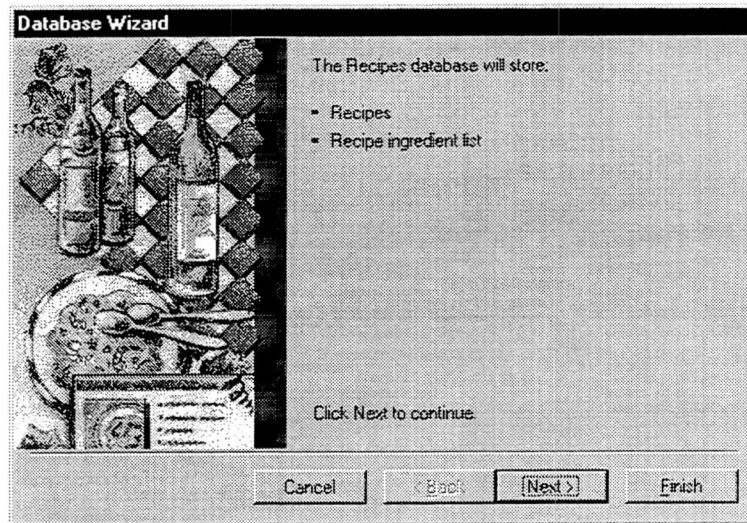 Database Wizard
The Recipes database will store:
- Recipes
- Recipe ingredient list
Click Next to continue.
Cancel
< Back
Next >
Finish